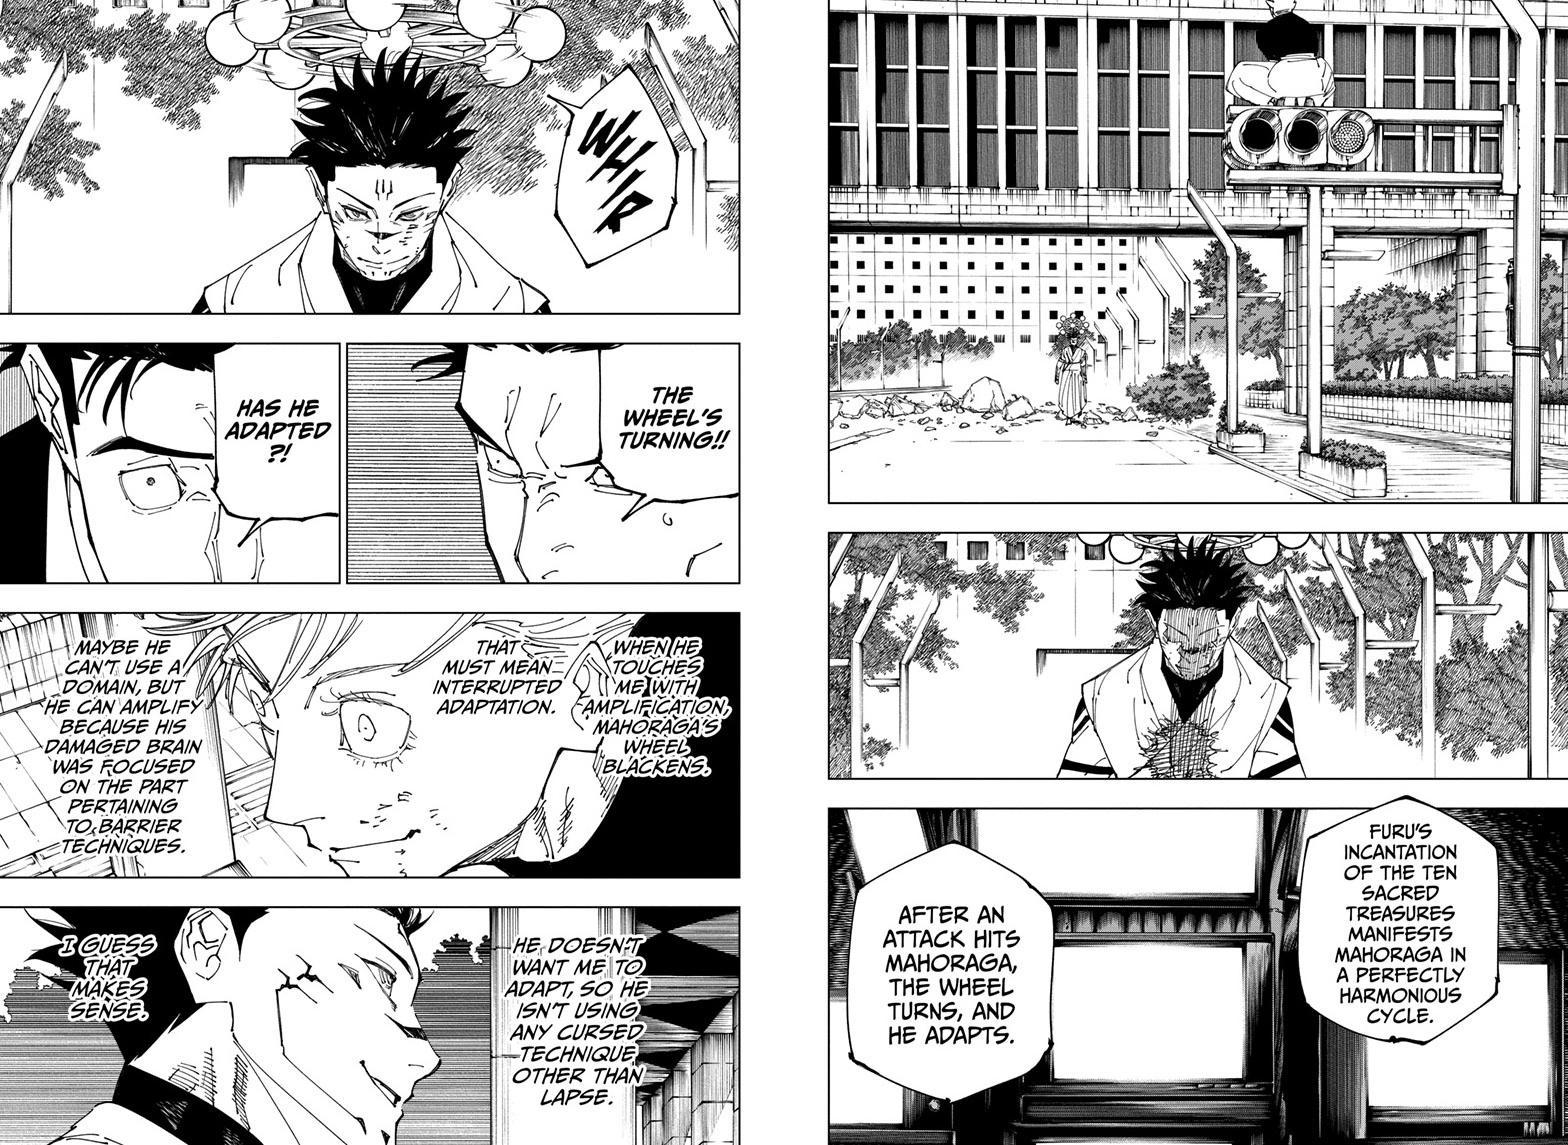 FURU'S
INCANTATION
OF THE TEN
SACRED
TREASURES
MANIFESTS
MAHORAGA IN
A PERFECTLY
HARMONIOUS
CYCLE.
AFTER AN
ATTACK HITS
MAHORAGA,
THE WHEEL
TURNS, AND
HE ADAPTS.
WHIR
THE
WHEEL'S
TURNING!!
HAS HE
ADAPTED
?!
WHEN HE
TOUCHES
ME WITH
AMPLIFICATION,
MAHORAGA'S
WHEEL
BLACKENS.
THAT
MUST MEAN
INTERRUPTED
ADAPTATION.
MAYBE HE
CAN'T USE A
DOMAIN, BUT
HE CAN AMPLIFY
BECAUSE HIS
DAMAGED BRAIN
WAS FOCUSED
ON THE PART
PERTAINING
TO BARRIER
TECHNIQUES.
HE DOESN'T
WANT ME TO
ADAPT, SO HE
ISN'T USING
ANY CURSED
TECHNIQUE
OTHER THAN
LAPSE.
I GUESS
THAT
MAKES
SENSE.